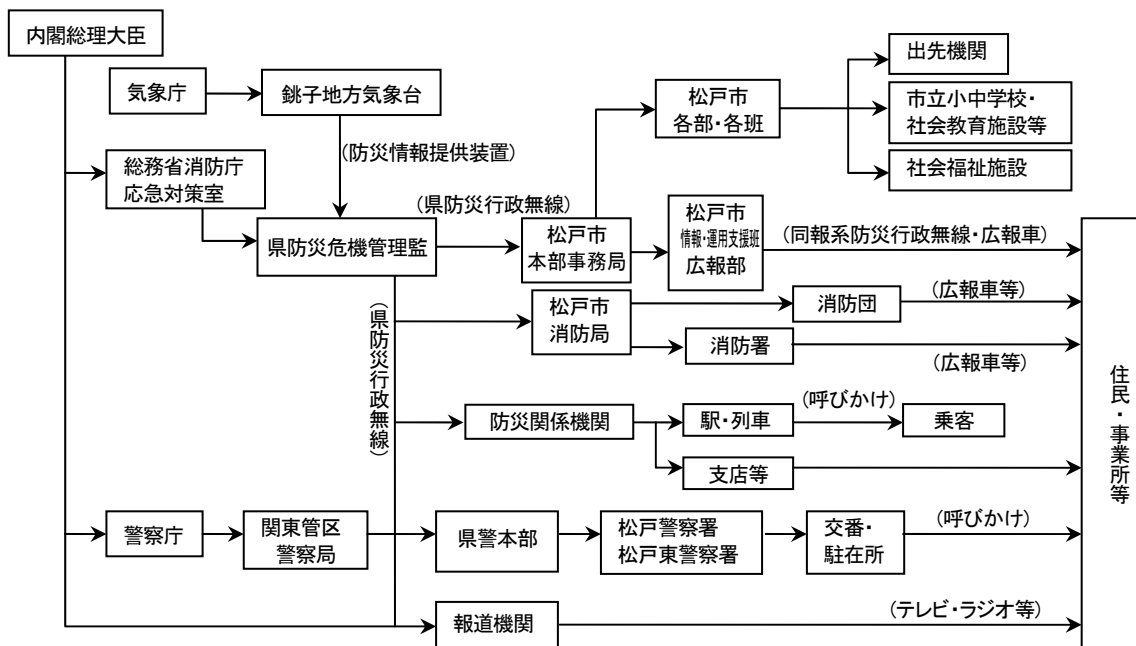 内閣総理大臣
気象庁
銚子地方気象台
(防災情報提供装置)
総務省消防庁
応急対策室
県防災危機管理監
(県防災行政無線)
松戸市
本部事務局
松戸市
各部・各班
出先機関
市立小中学校・
社会教育施設等
社会福祉施設
松戸市
情報・運用支援班
広報部
(同報系防災行政無線・広報車)
(県防災行政無線)
松戸市
消防局
消防団
(広報車等)
消防署
(広報車等)
防災関係機関
駅・列車
(呼びかけ)
乗客
支店等
警察庁
関東管区
警察局
県警本部
松戸警察署
松戸東警察署
交番・
駐在所
(呼びかけ)
報道機関
(テレビ・ラジオ等)
住民・事業所等